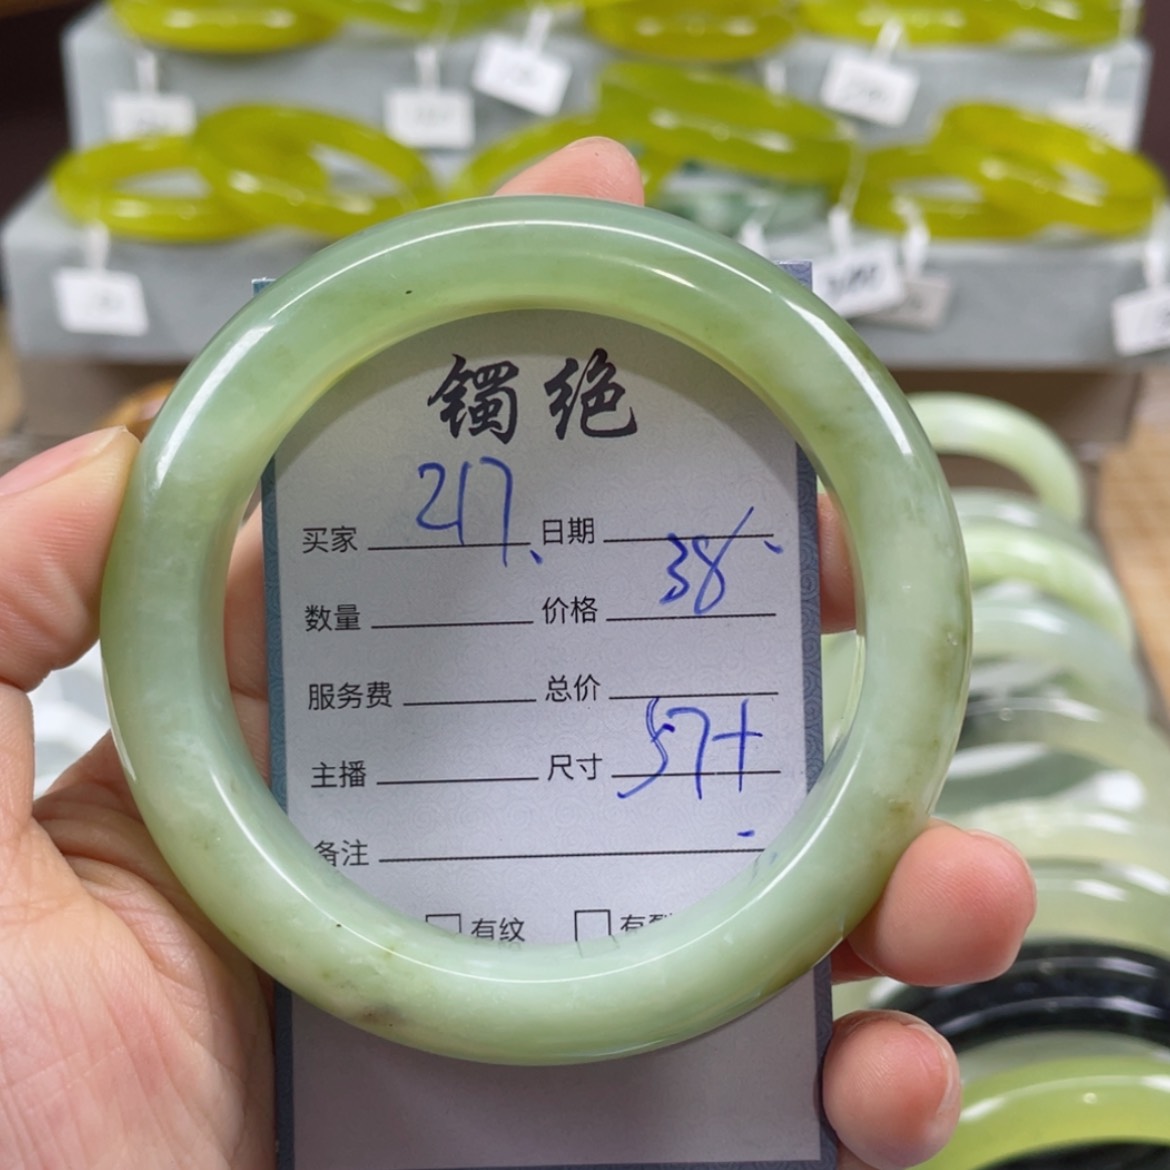 镯绝
买家 217、 日期
数量 价格 38
服务费 总价
主播 尺寸 57+
备注
有纹 有